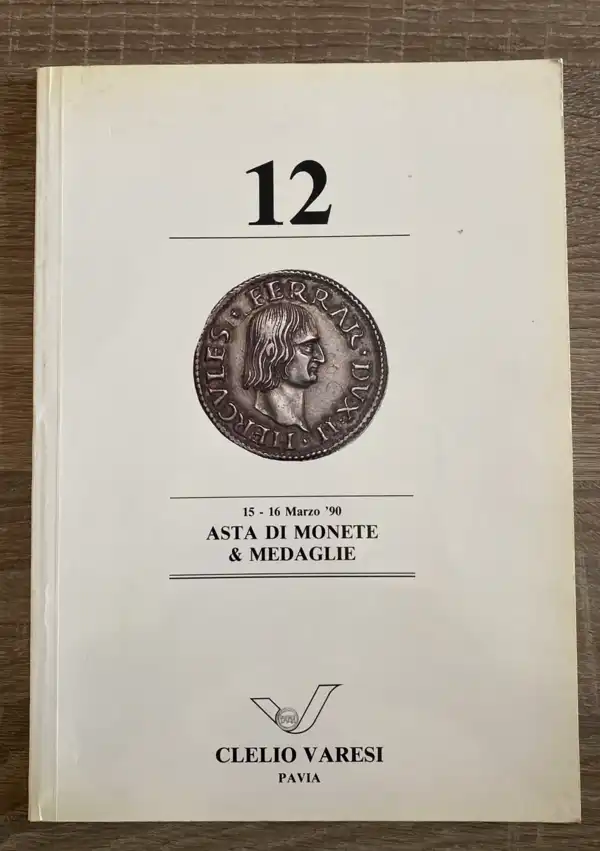 12
HERCVLES · FERRAR · DVX · II ·
15 - 16 Marzo '90
ASTA DI MONETE
& MEDAGLIE
CLELIO VARESI
PAVIA